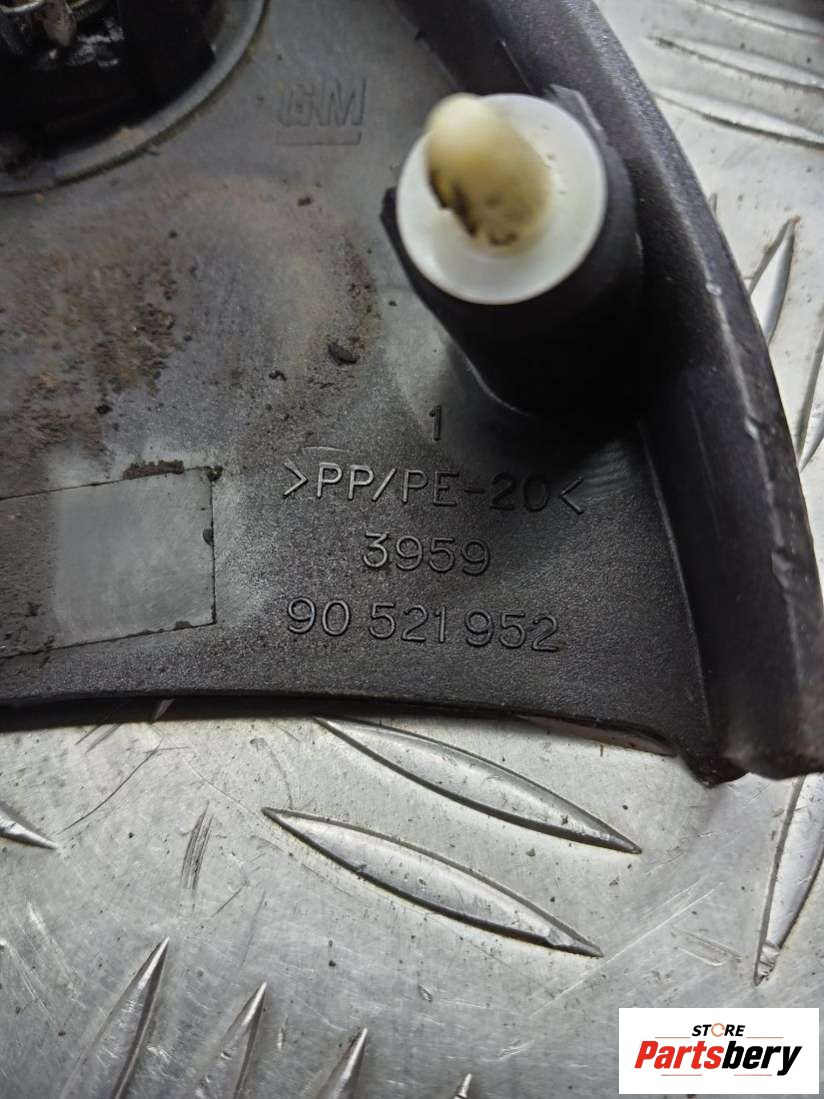 GM
1
>PP/PE-20<
3959
90 521 952
STORE
Partsbery